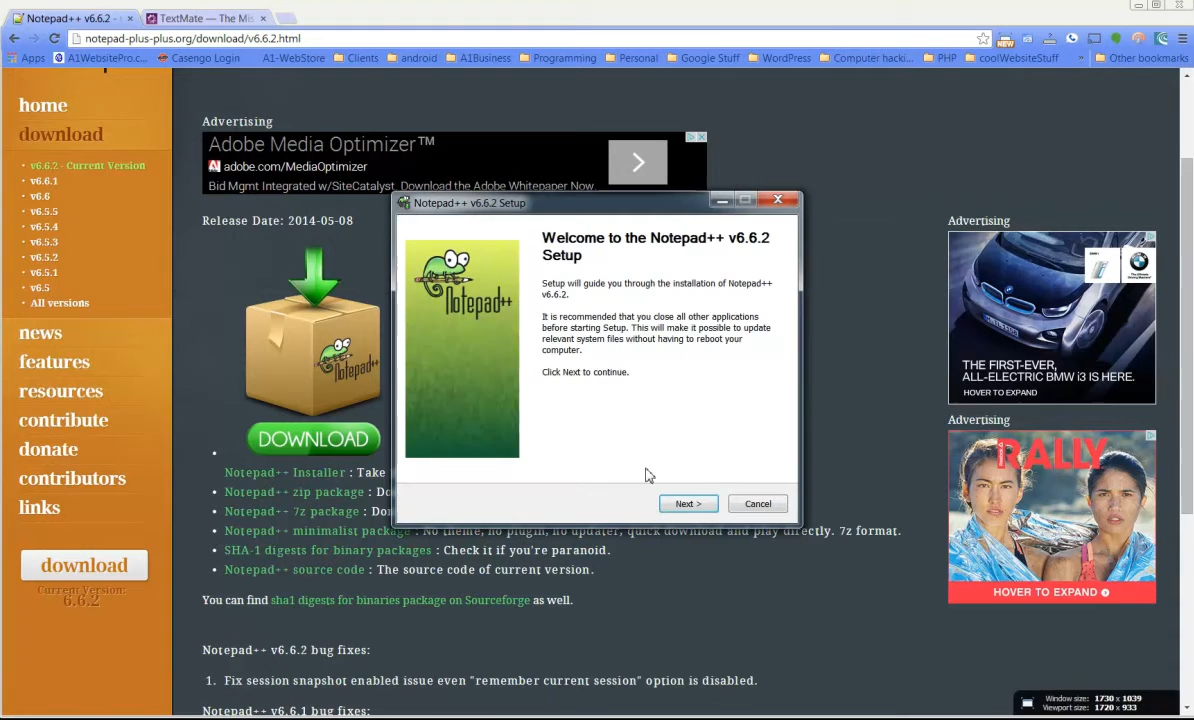 Notepad++ v6.6.2 -
TextMate — The Mis
notepad-plus-plus.org/download/v6.6.2.html
NEW
Apps
A1WebsitePro.c...
Casengo Login
A1-WebStore
Clients
android
A1Business
Programming
Personal
Google Stuff
WordPress
Computer hacki...
PHP
coolWebsiteStuff
»
Other bookmarks
home
download
v6.6.2 - Current Version
v6.6.1
v6.6
v6.5.5
v6.5.4
v6.5.3
v6.5.2
v6.5.1
v6.5
All versions
news
features
resources
contribute
donate
contributors
links
download
Current Version:
6.6.2
Advertising
Adobe Media Optimizer™
adobe.com/MediaOptimizer
Bid Mgmt Integrated w/SiteCatalyst. Download the Adobe Whitepaper Now
Release Date: 2014-05-08
Notepad++
DOWNLOAD
Notepad++ Installer : Take
Notepad++ zip package : Do
Notepad++ 7z package : Do
Notepad++ minimalist package : No theme, no plugin, no updater, quick download and play directly. 7z format.
SHA-1 digests for binary packages : Check it if you're paranoid.
Notepad++ source code : The source code of current version.
You can find sha1 digests for binaries package on Sourceforge as well.
Notepad++ v6.6.2 bug fixes:
1. Fix session snapshot enabled issue even "remember current session" option is disabled.
Notepad++ v6.6.1 bug fixes:
Notepad++ v6.6.2 Setup
Notepad++
Welcome to the Notepad++ v6.6.2
Setup
Setup will guide you through the installation of Notepad++
v6.6.2.
It is recommended that you close all other applications
before starting Setup. This will make it possible to update
relevant system files without having to reboot your
computer.
Click Next to continue.
Next >
Cancel
Advertising
THE FIRST-EVER,
ALL-ELECTRIC BMW i3 IS HERE.
HOVER TO EXPAND
Advertising
RALLY
HOVER TO EXPAND
Window size: 1730 x 1039
Viewport size: 1720 x 933